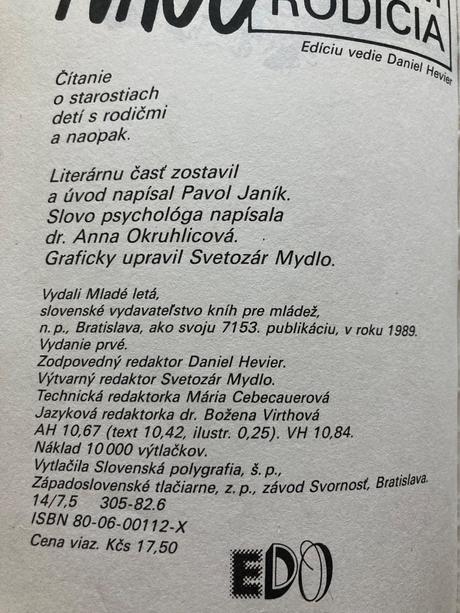 RODIČIA
Edíciu vedie Daniel Hevier
Čítanie
o starostiach
detí s rodičmi
a naopak.
Literárnu časť zostavil
a úvod napísal Pavol Janík.
Slovo psychológa napísala
dr. Anna Okruhlicová.
Graficky upravil Svetozár Mydlo.
Vydali Mladé letá,
slovenské vydavateľstvo kníh pre mládež,
n. p., Bratislava, ako svoju 7153. publikáciu, v roku 1989.
Vydanie prvé.
Zodpovedný redaktor Daniel Hevier.
Výtvarný redaktor Svetozár Mydlo.
Technická redaktorka Mária Cebecauerová
Jazyková redaktorka dr. Božena Virthová
AH 10,67 (text 10,42, ilustr. 0,25). VH 10,84.
Náklad 10 000 výtlačkov.
Vytlačila Slovenská polygrafia, š. p.,
Západoslovenské tlačiarne, z. p., závod Svornosť, Bratislava.
14/7,5 305-82.6
ISBN 80-06-00112-X
Cena viaz. Kčs 17,50
EDO